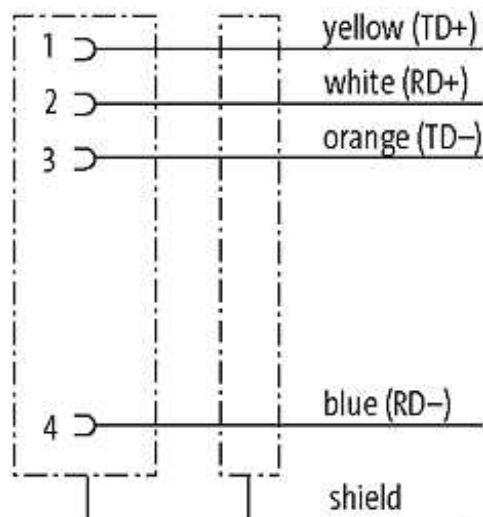 1 yellow (TD+)
2 white (RD+)
3 orange (TD–)
4 blue (RD–)
shield